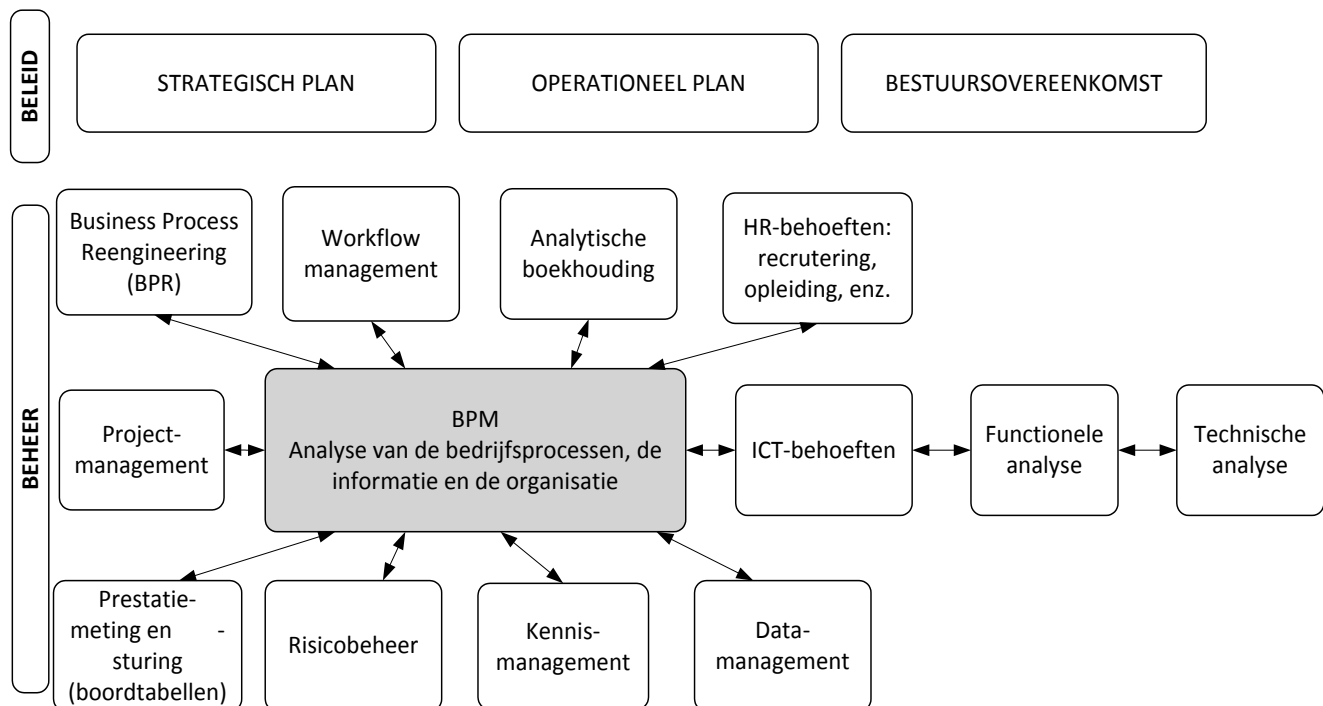 BELEID
STRATEGISCH PLAN
OPERATIONEEL PLAN
BESTUURSOVEREENKOMST
BEHEER
Business Process
Reengineering
(BPR)
Workflow
management
Analytische
boekhouding
HR-behoeften:
recrutering,
opleiding, enz.
Project-
management
BPM
Analyse van de bedrijfsprocessen, de
informatie en de organisatie
ICT-behoeften
Functionele
analyse
Technische
analyse
Prestatie-
meting en -
sturing
(boordtabellen)
Risicobeheer
Kennis-
management
Data-
management